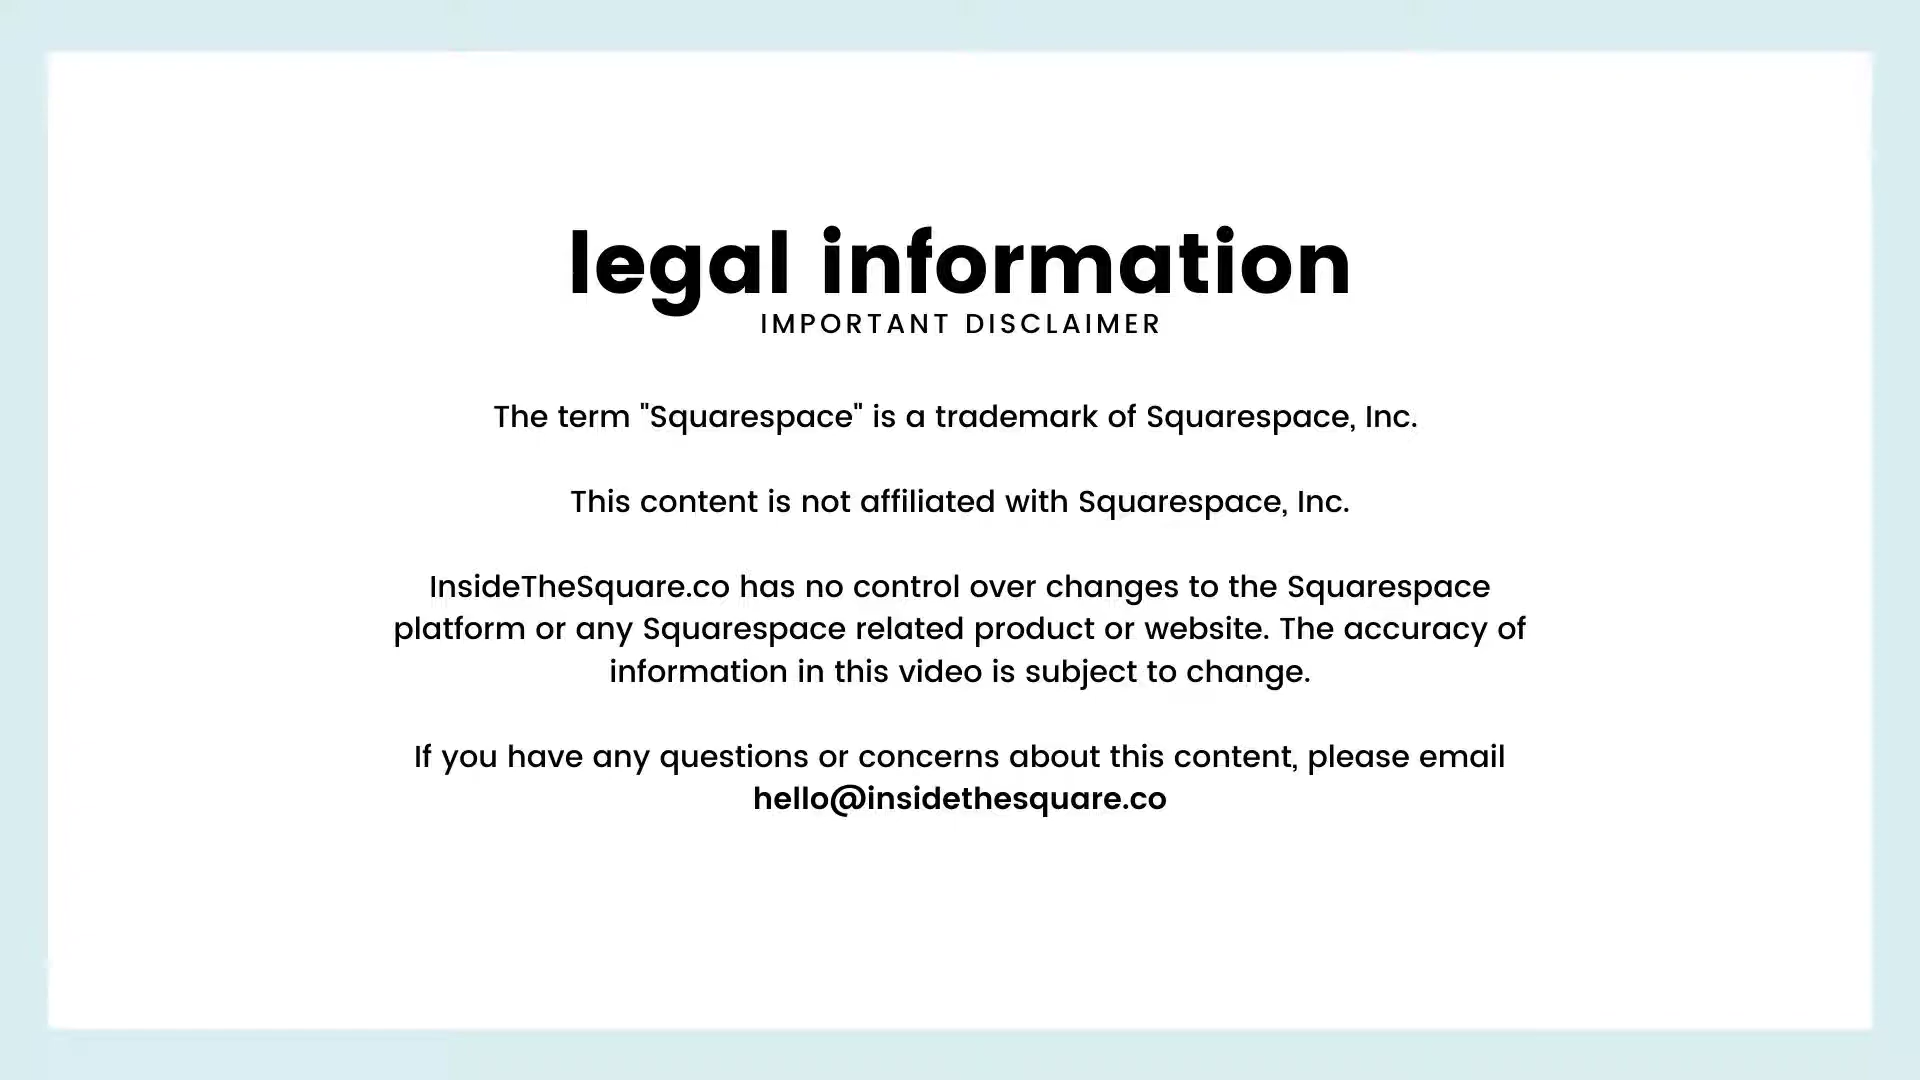 legal information
IMPORTANT DISCLAIMER
The term "Squarespace" is a trademark of Squarespace, Inc.
This content is not affiliated with Squarespace, Inc.
InsideTheSquare.co has no control over changes to the Squarespace
platform or any Squarespace related product or website. The accuracy of
information in this video is subject to change.
If you have any questions or concerns about this content, please email
hello@insidethesquare.co